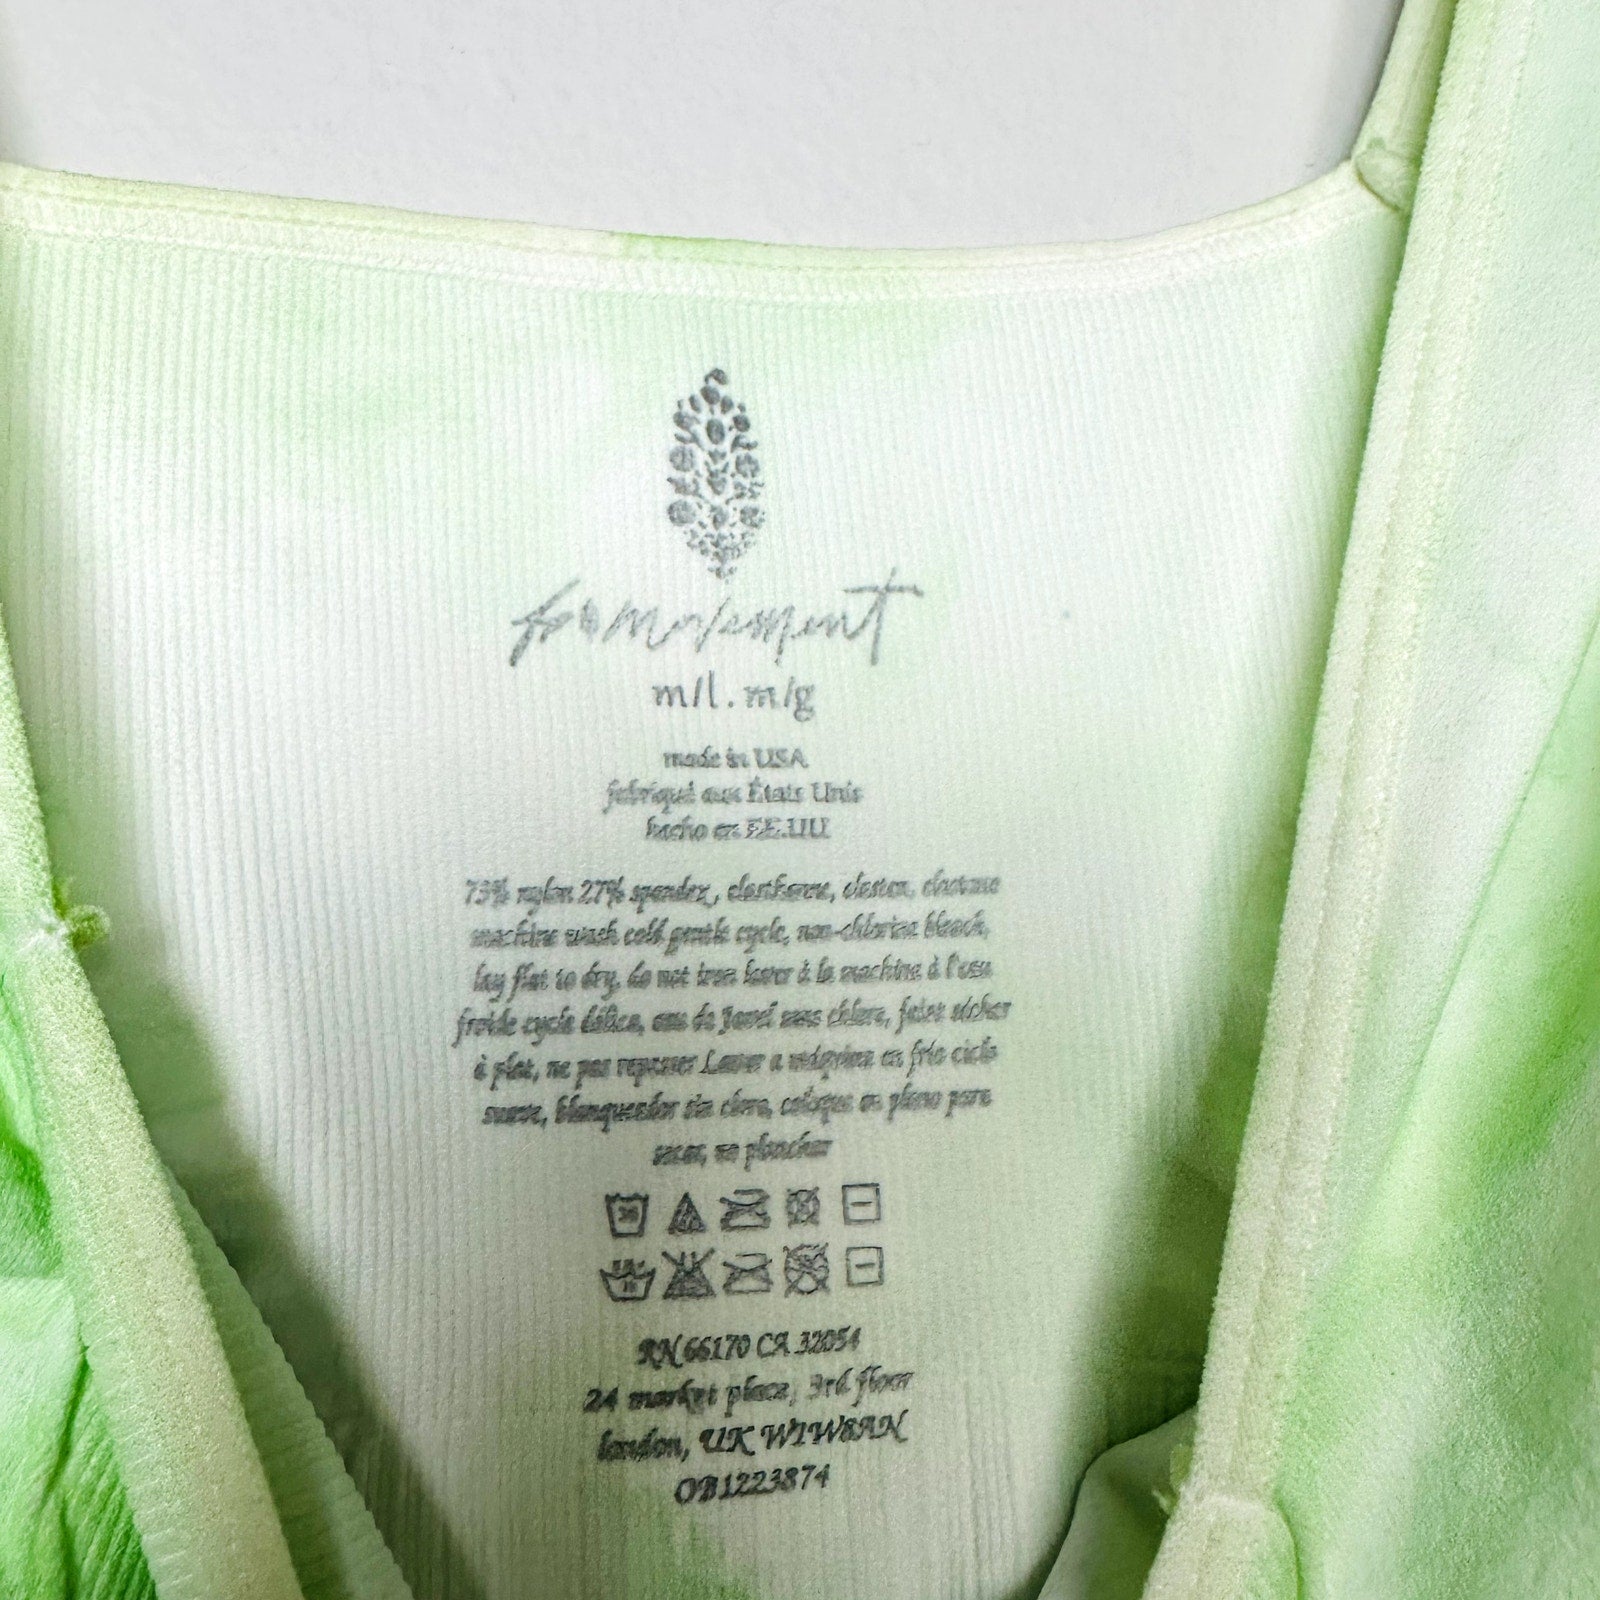 fp movement
m/l . m/g
made in USA
fabriqué aux États Unis
hecho en EE.UU
73% nylon 27% spandex, elasthanne, elastano
machine wash cold gentle cycle, non-chlorine bleach,
lay flat to dry, do not iron laver à la machine à l'eau
froide cycle délicat, eau de Javel sans chlore, faire sécher
à plat, ne pas repasser Lavar a máquina en frío ciclo
suave, blanqueador sin cloro, coloque en plano para
secar, no planchar
30
30
RN 66170 CA 32054
24 market place, 3rd floor
london, UK W1W8AN
OB1223874